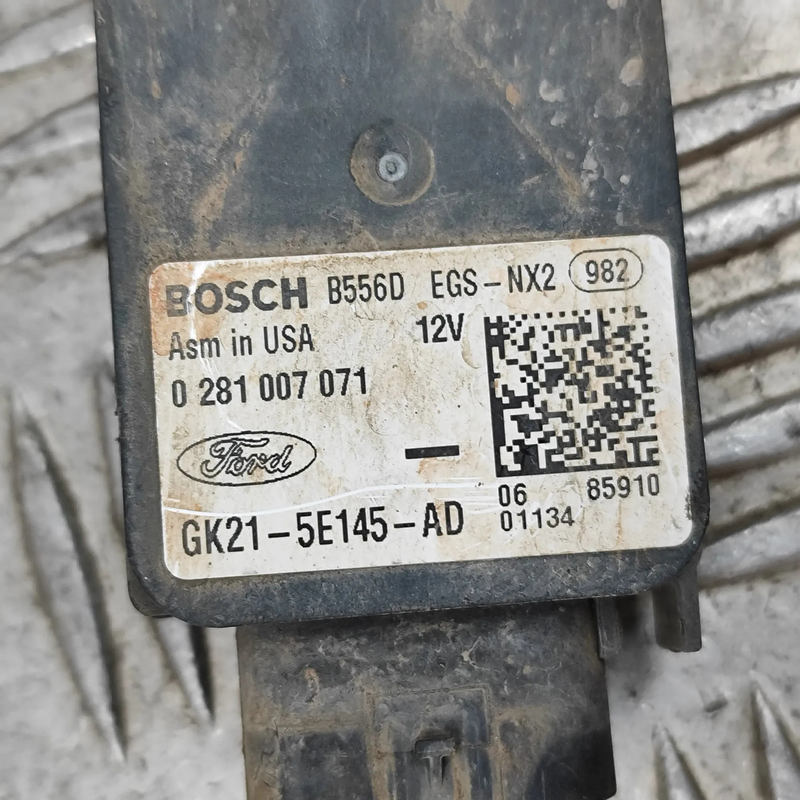 BOSCH B556D EGS-NX2 982
Asm in USA 12V
0 281 007 071
Ford
GK21-5E145-AD
06 85910
01134